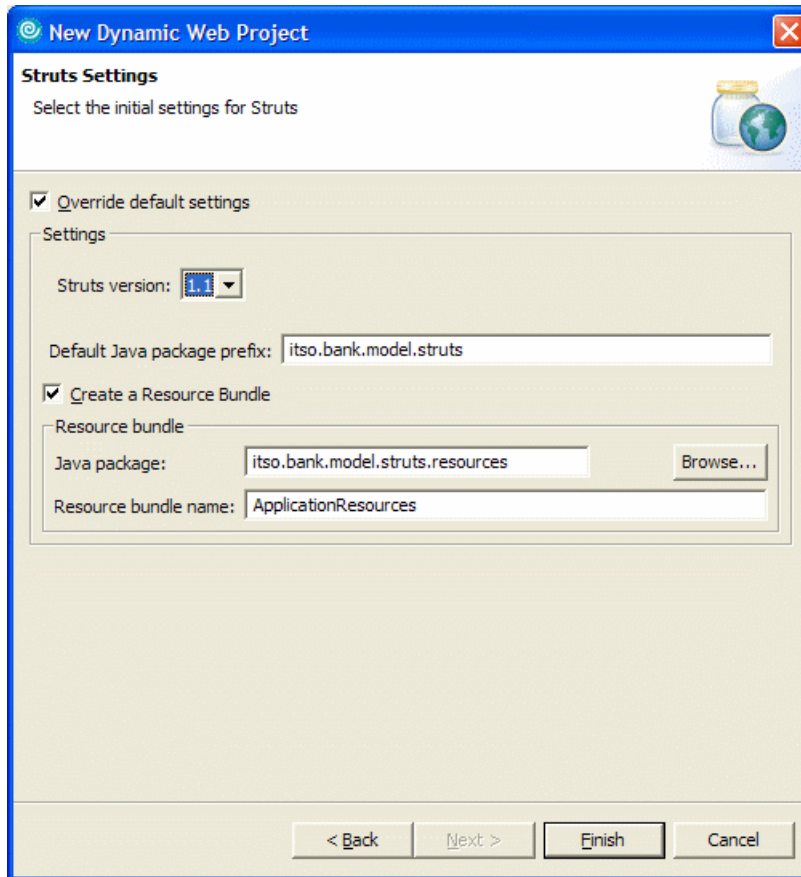 New Dynamic Web Project
Struts Settings
Select the initial settings for Struts
Override default settings
Settings
Struts version: 1.1
Default Java package prefix: itso.bank.model.struts
Create a Resource Bundle
Resource bundle
Java package: itso.bank.model.struts.resources Browse...
Resource bundle name: ApplicationResources
< Back Next > Finish Cancel